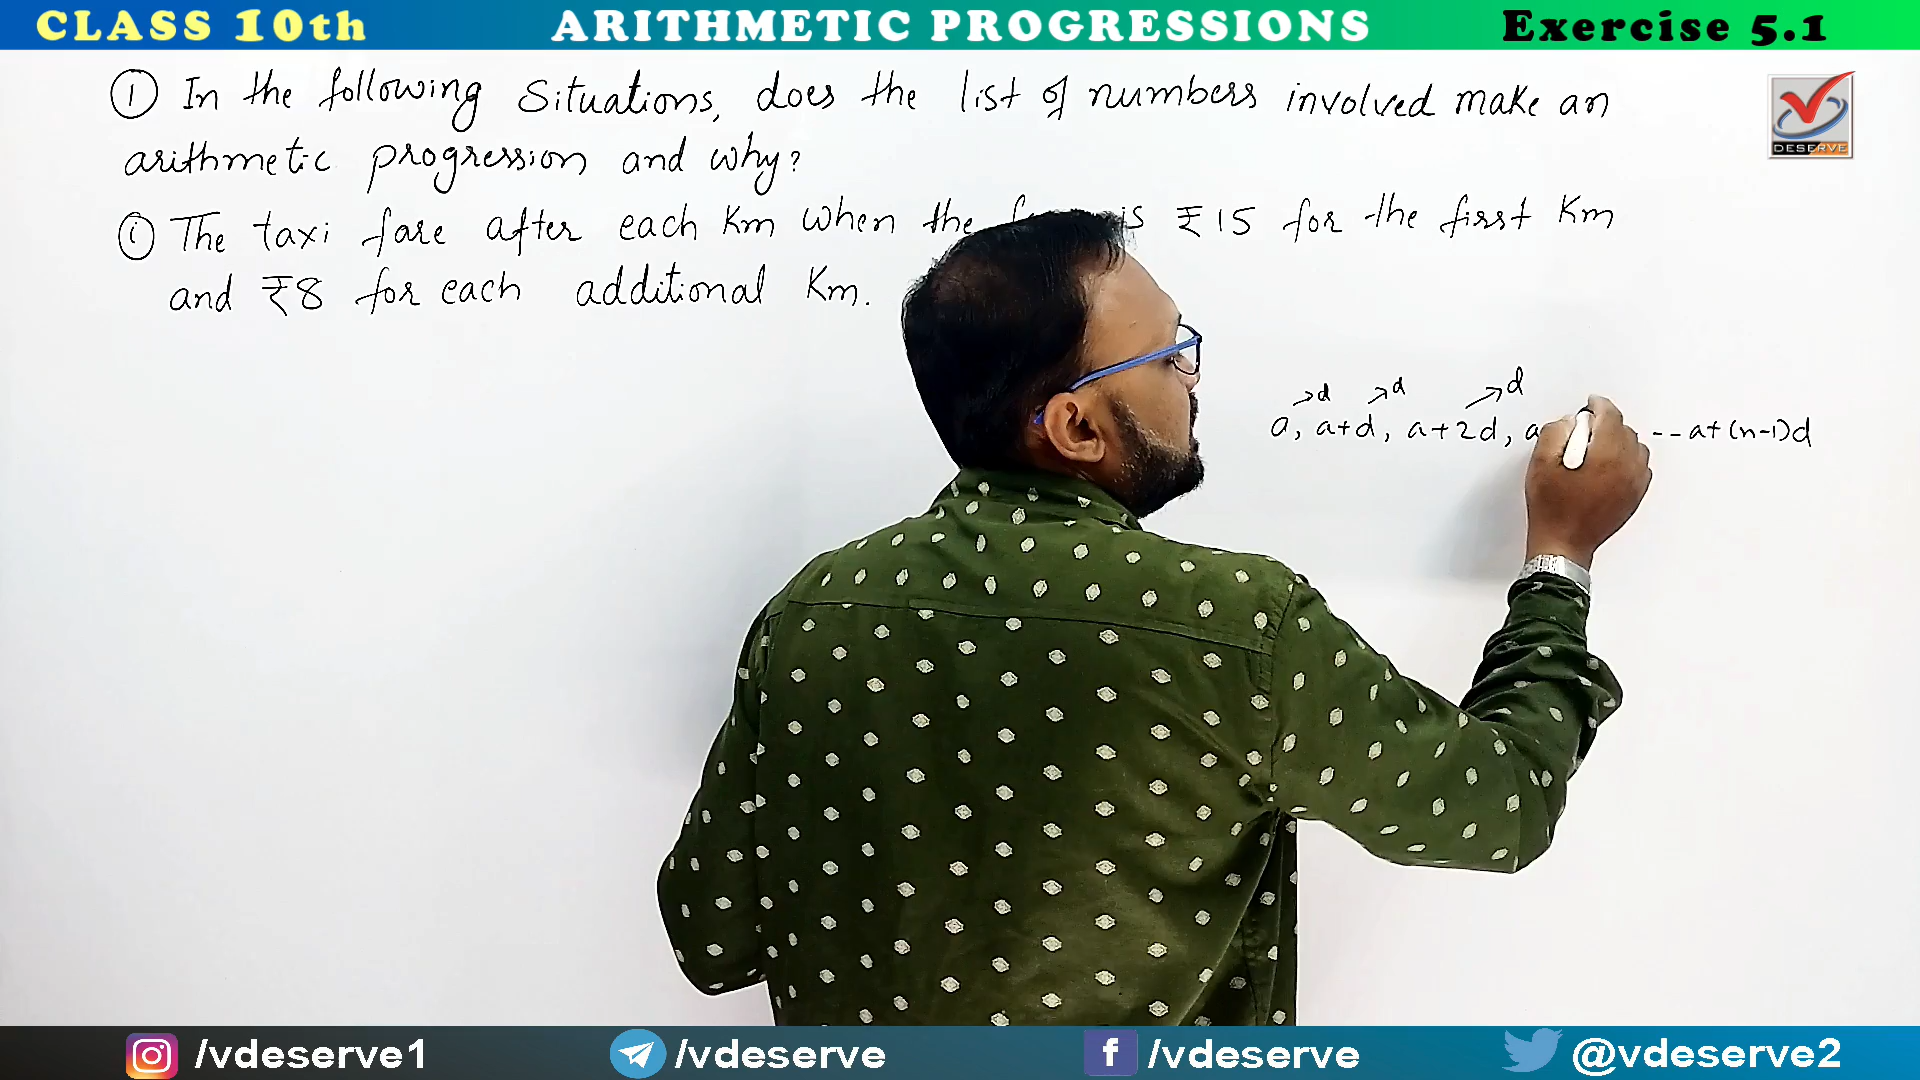 CLASS 10th ARITHMETIC PROGRESSIONS Exercise 5.1
① In the following Situations, does the list of numbers involved make an
arithmetic progression and why?
DESERVE
ⓘ The taxi fare after each Km when the is ₹15 for the first Km
and ₹8 for each additional Km.
→d →d →d
a, a+d, a+2d, a --a+(n-1)d
/vdeserve1 /vdeserve /vdeserve @vdeserve2